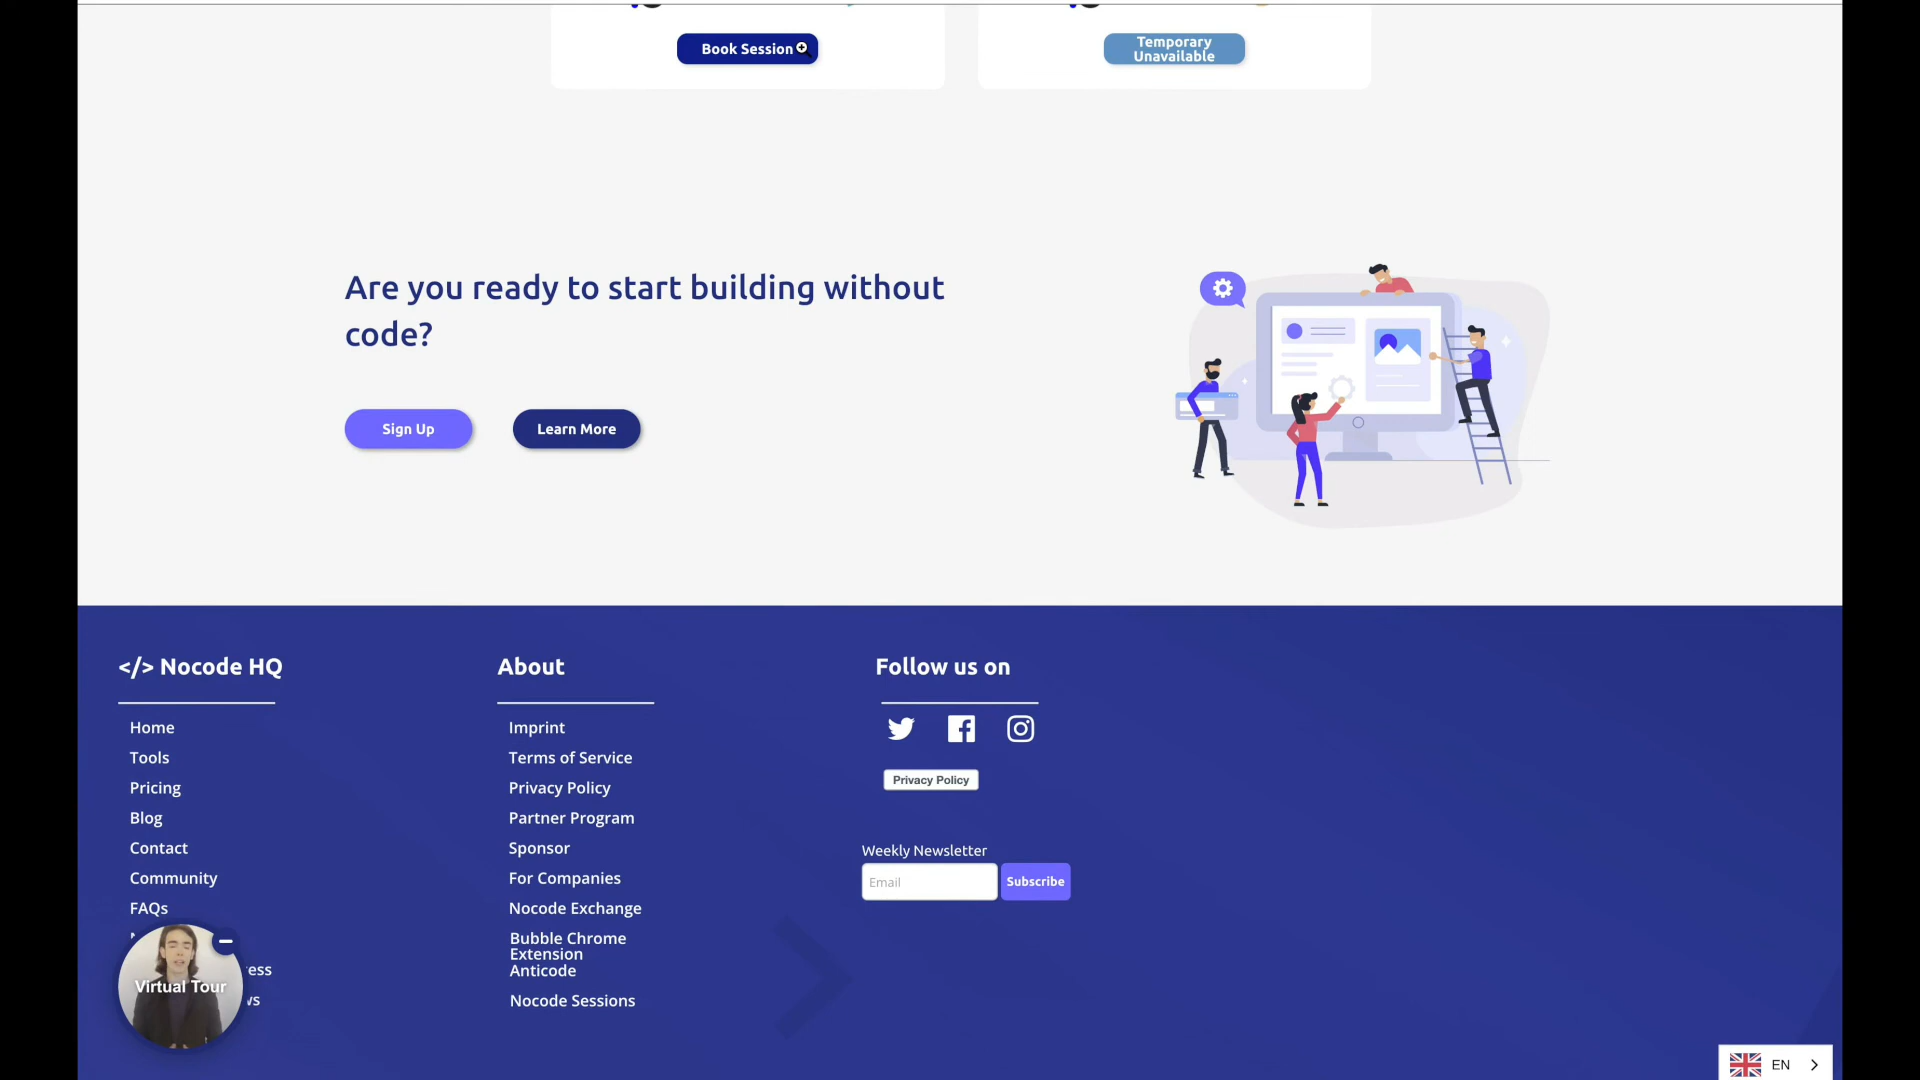 Book Session
Temporary
Unavailable
Are you ready to start building without
code?
Sign Up
Learn More
</> Nocode HQ
Home
Tools
Pricing
Blog
Contact
Community
FAQs
Virtual Tour
About
Imprint
Terms of Service
Privacy Policy
Partner Program
Sponsor
For Companies
Nocode Exchange
Bubble Chrome
Extension
Anticode
Nocode Sessions
Follow us on
Privacy Policy
Weekly Newsletter
Email
Subscribe
EN